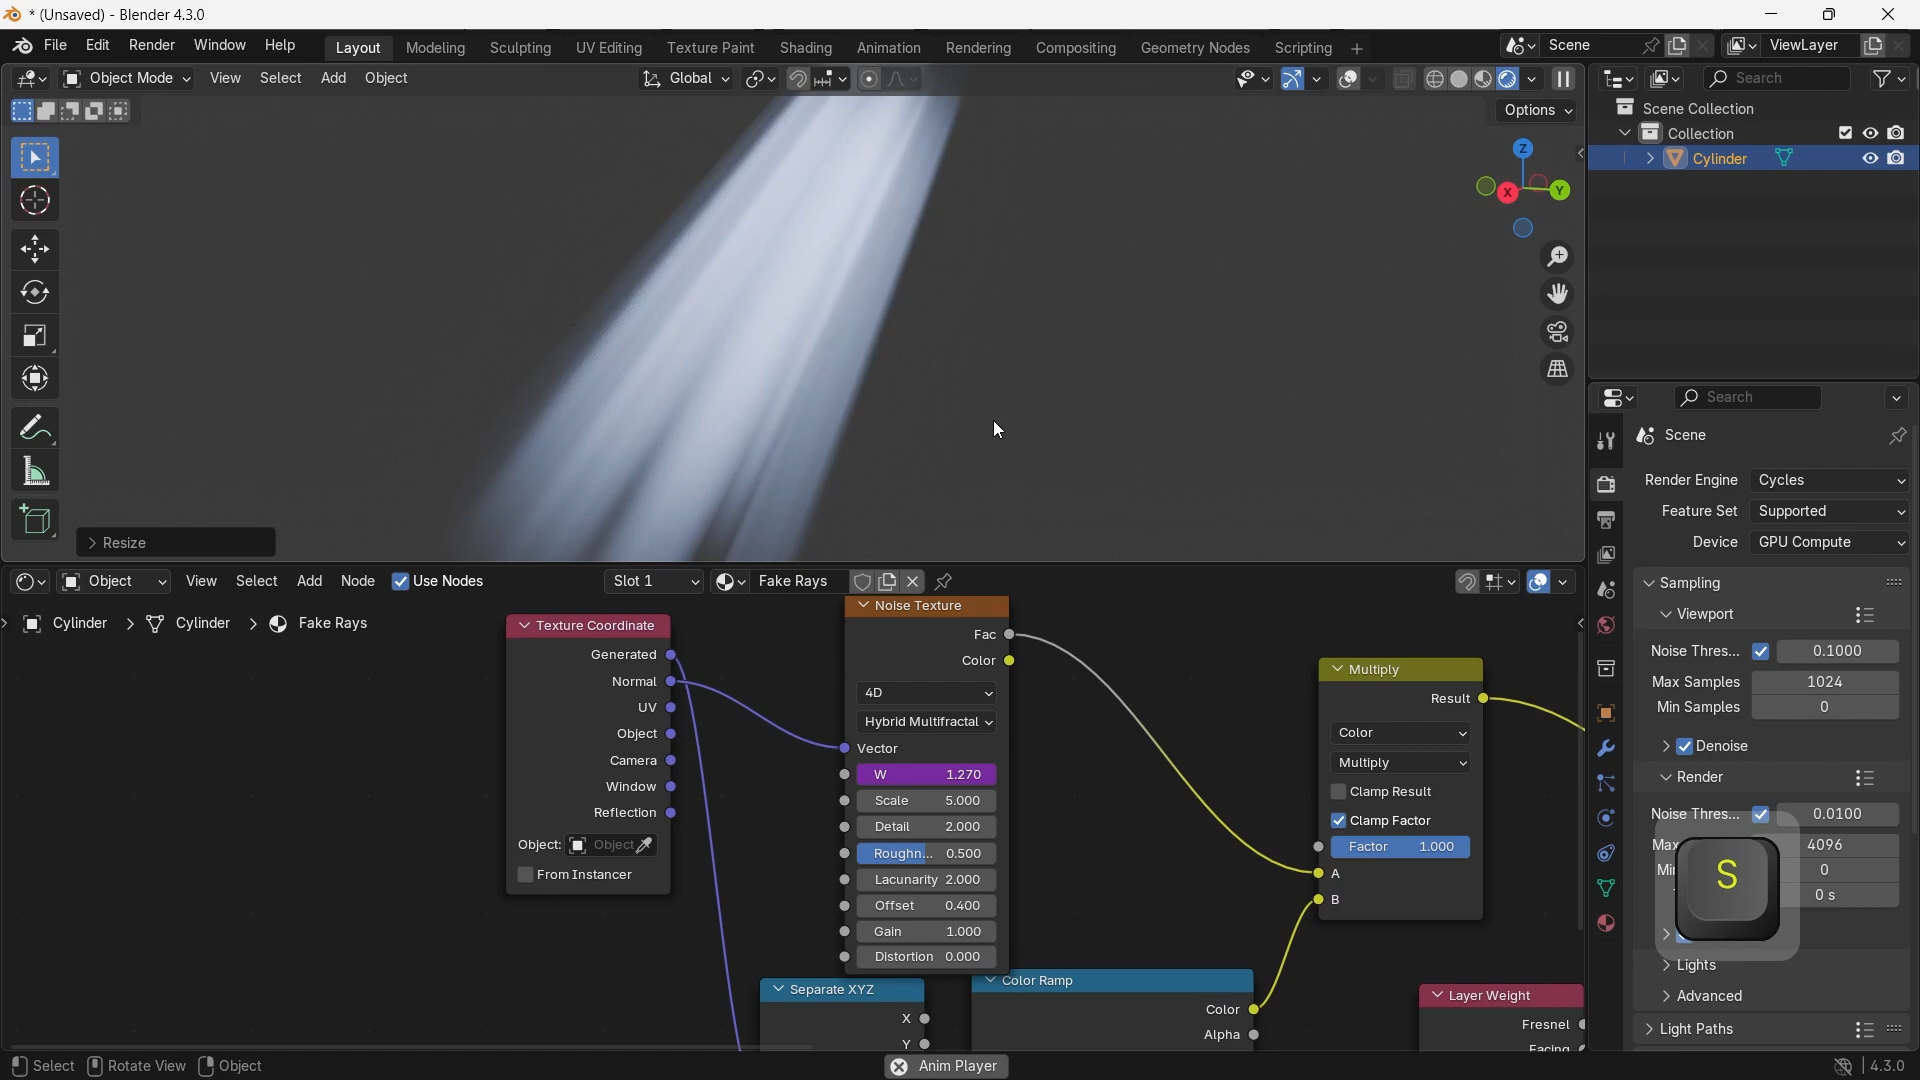 * (Unsaved) - Blender 4.3.0
File Edit Render Window Help Layout Modeling Sculpting UV Editing Texture Paint Shading Animation Rendering Compositing Geometry Nodes Scripting + Scene ViewLayer
Object Mode View Select Add Object Global Search
Options
Scene Collection
Collection
Cylinder
Z
X
Y
Resize
Search
Scene
Render Engine Cycles
Feature Set Supported
Device GPU Compute
Sampling
Viewport
Noise Thres... 0.1000
Max Samples 1024
Min Samples 0
Denoise
Render
Noise Thres... 0.0100
Max 4096
0
0 s
S
Lights
Advanced
Light Paths
Object View Select Add Node Use Nodes Slot 1 Fake Rays
Cylinder > Cylinder > Fake Rays
Texture Coordinate
Generated
Normal
UV
Object
Camera
Window
Reflection
Object: Object
From Instancer
Noise Texture
Fac
Color
4D
Hybrid Multifractal
Vector
W 1.270
Scale 5.000
Detail 2.000
Roughn... 0.500
Lacunarity 2.000
Offset 0.400
Gain 1.000
Distortion 0.000
Multiply
Result
Color
Multiply
Clamp Result
Clamp Factor
Factor 1.000
A
B
Separate XYZ
X
Y
Color Ramp
Color
Alpha
Layer Weight
Fresnel
Facing
Select Rotate View Object Anim Player 4.3.0